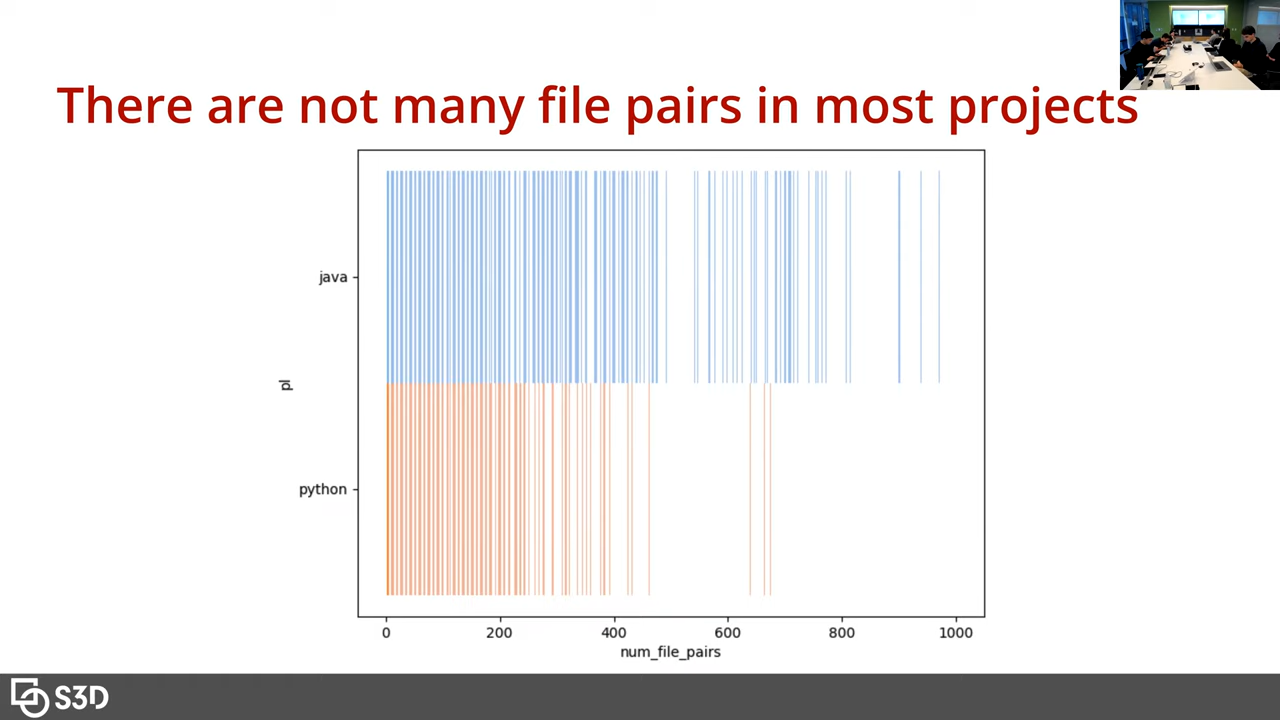 There are not many file pairs in most projects
java
pl
python
0 200 400 600 800 1000
num_file_pairs
S3D